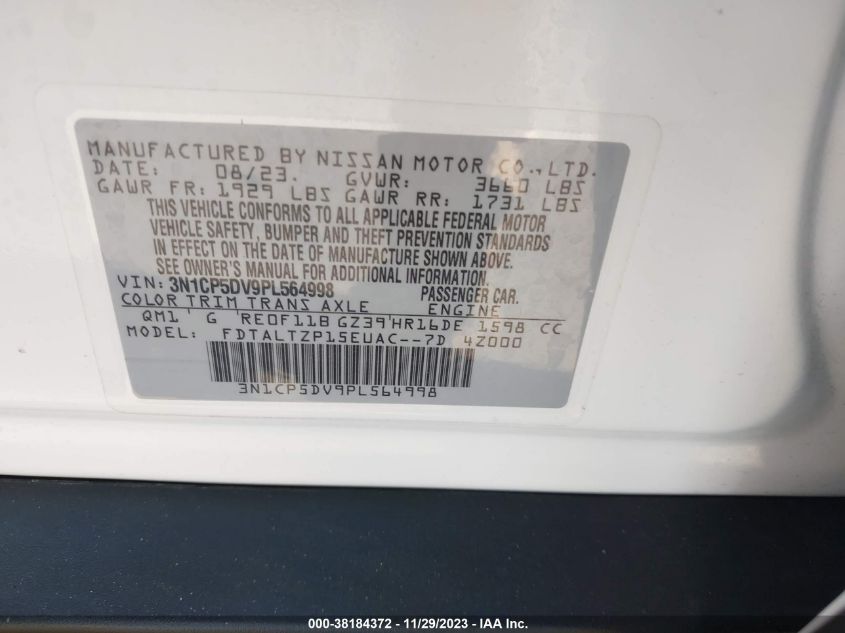 MANUFACTURED BY NISSAN MOTOR CO., LTD.
DATE: 08/23. GVWR: 3660 LBS
GAWR FR: 1929 LBS GAWR RR: 1731 LBS
THIS VEHICLE CONFORMS TO ALL APPLICABLE FEDERAL MOTOR
VEHICLE SAFETY, BUMPER AND THEFT PREVENTION STANDARDS
IN EFFECT ON THE DATE OF MANUFACTURE SHOWN ABOVE.
SEE OWNER'S MANUAL FOR ADDITIONAL INFORMATION.
VIN: 3N1CP5DV9PL564998 PASSENGER CAR.
COLOR TRIM TRANS AXLE ENGINE
QM1 ' G 'RE0F11B GZ39'HR16DE 1598 CC
MODEL: FDTALTZP15EUAC--7D 4Z000
3N1CP5DV9PL564998
000-38184372 - 11/29/2023 - IAA Inc.